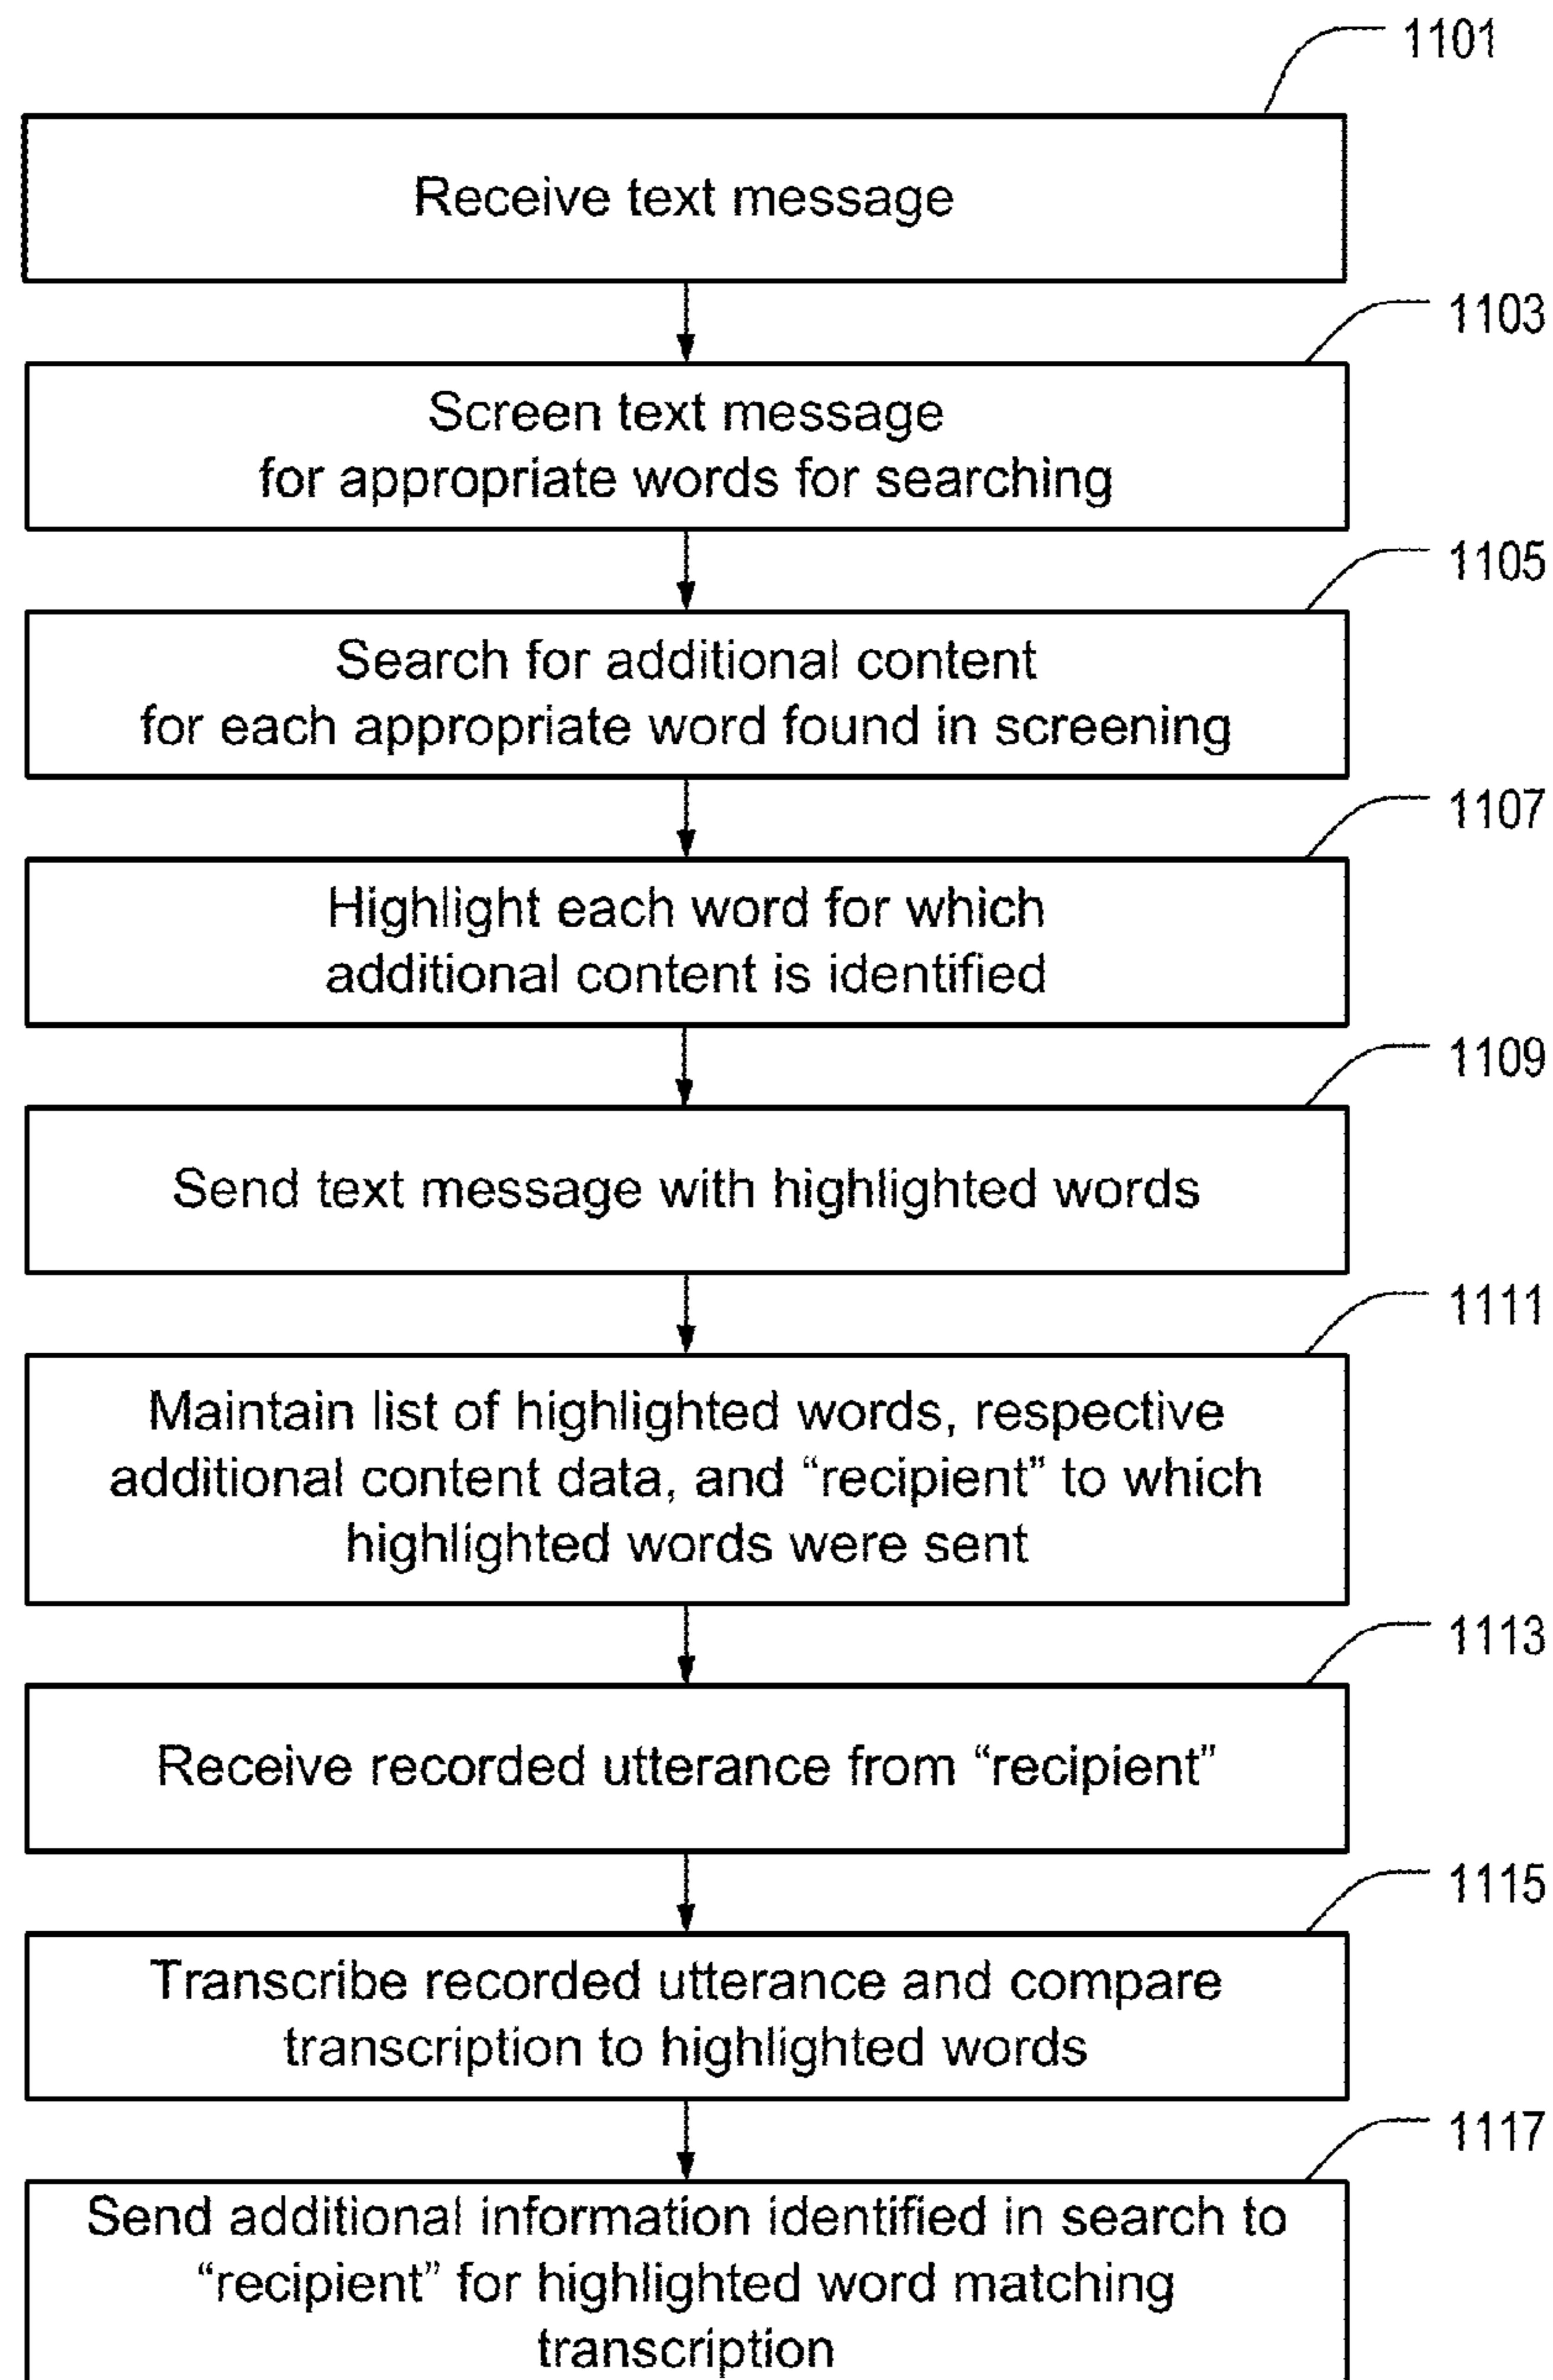 1101
Receive text message
1103
Screen text message
for appropriate words for searching
1105
Search for additional content
for each appropriate word found in screening
1107
Highlight each word for which
additional content is identified
1109
Send text message with highlighted words
1111
Maintain list of highlighted words, respective
additional content data, and “recipient” to which
highlighted words were sent
1113
Receive recorded utterance from “recipient”
1115
Transcribe recorded utterance and compare
transcription to highlighted words
1117
Send additional information identified in search to
“recipient” for highlighted word matching
transcription